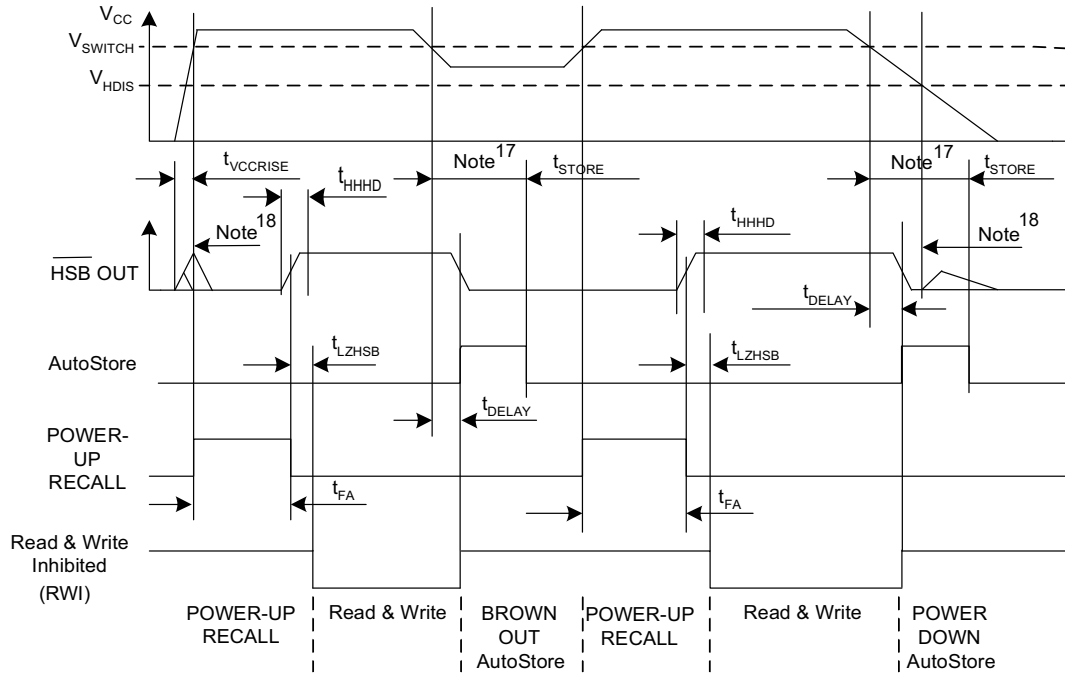 VCC
VSWITCH
VHDIS
tVCCRISE
Note17
tSTORE
Note17
tSTORE
tHHHD
Note18
tHHHD
Note18
HSB OUT
tDELAY
tLZHSB
tLZHSB
AutoStore
tDELAY
POWER-
UP
RECALL
tFA
tFA
Read & Write
Inhibited
(RWI)
POWER-UP
RECALL
Read & Write
BROWN
OUT
AutoStore
POWER-UP
RECALL
Read & Write
POWER
DOWN
AutoStore